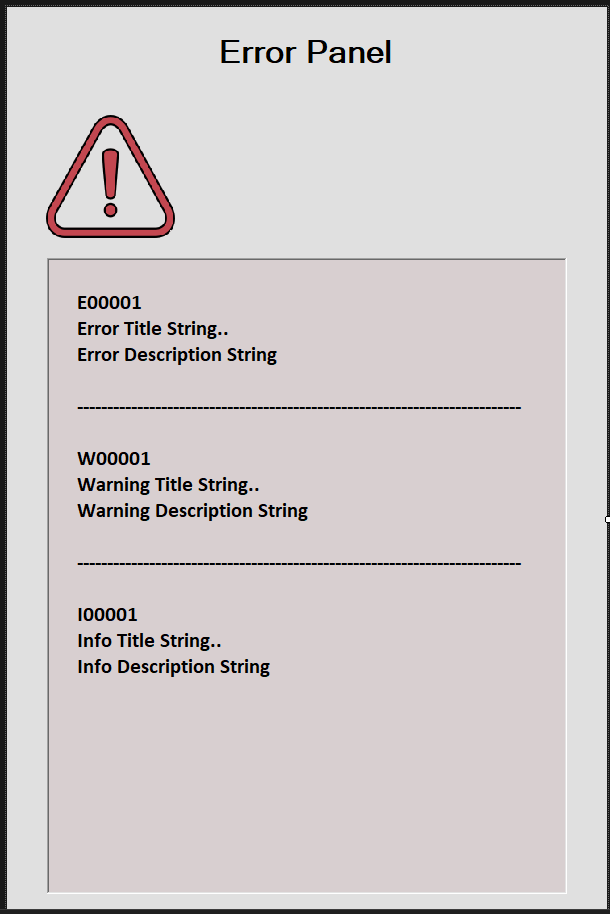 Error Panel
E00001
Error Title String..
Error Description String
--------------------------------------------------------------------------
W00001
Warning Title String..
Warning Description String
--------------------------------------------------------------------------
I00001
Info Title String..
Info Description String